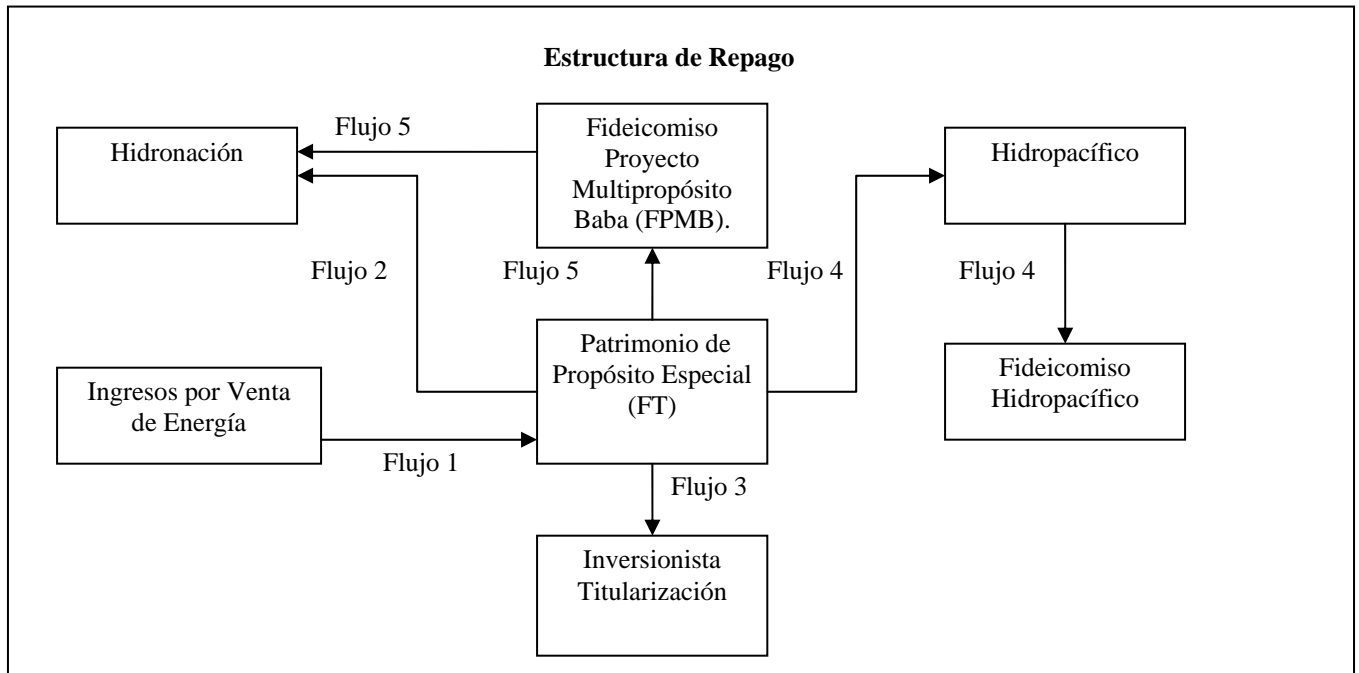 Estructura de Repago
Hidronación
Flujo 5
Fideicomiso
Proyecto
Multipropósito
Baba (FPMB).
Hidropacífico
Flujo 2
Flujo 5
Flujo 4
Flujo 4
Ingresos por Venta
de Energía
Flujo 1
Patrimonio de
Propósito Especial
(FT)
Fideicomiso
Hidropacífico
Flujo 3
Inversionista
Titularización